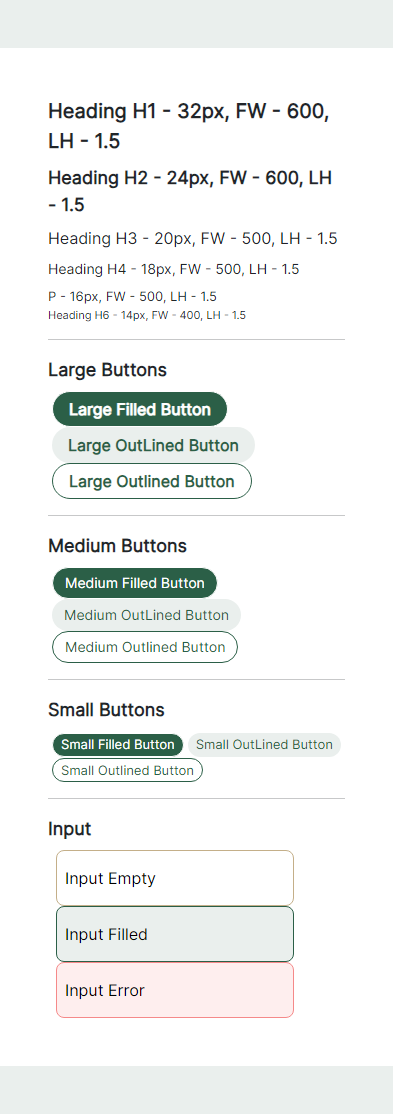 Heading H1 - 32px, FW - 600,
LH - 1.5
Heading H2 - 24px, FW - 600, LH
- 1.5
Heading H3 - 20px, FW - 500, LH - 1.5
Heading H4 - 18px, FW - 500, LH - 1.5
P - 16px, FW - 500, LH - 1.5
Heading H6 - 14px, FW - 400, LH - 1.5
Large Buttons
Large Filled Button
Large OutLined Button
Large Outlined Button
Medium Buttons
Medium Filled Button
Medium OutLined Button
Medium Outlined Button
Small Buttons
Small Filled Button Small OutLined Button
Small Outlined Button
Input
Input Empty
Input Filled
Input Error